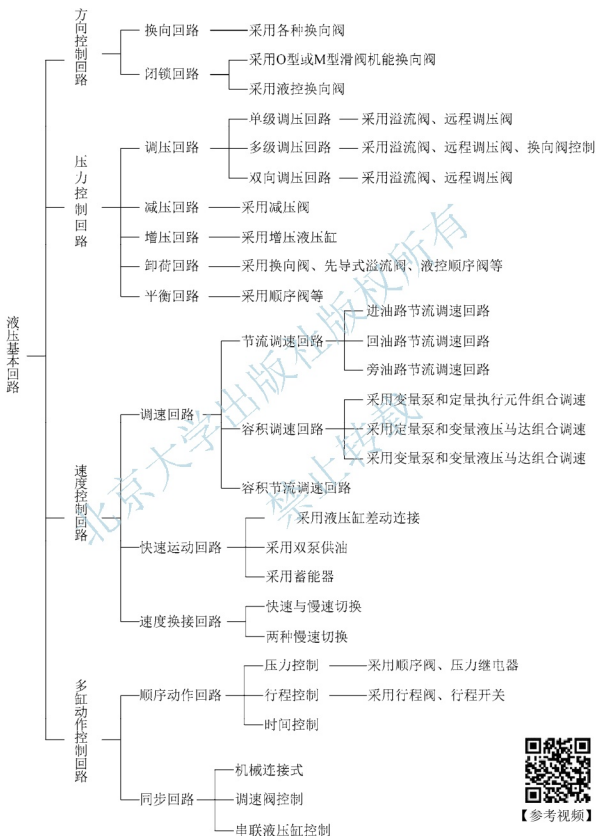 液压基本回路
方向控制回路
换向回路
采用各种换向阀
闭锁回路
采用O型或M型滑阀机能换向阀
采用液控换向阀
压力控制回路
调压回路
单级调压回路
采用溢流阀、远程调压阀
多级调压回路
采用溢流阀、远程调压阀、换向阀控制
双向调压回路
采用溢流阀、远程调压阀
减压回路
采用减压阀
增压回路
采用增压液压缸
卸荷回路
采用换向阀、先导式溢流阀、液控顺序阀等
平衡回路
采用顺序阀等
速度控制回路
调速回路
节流调速回路
进油路节流调速回路
回油路节流调速回路
旁油路节流调速回路
容积调速回路
采用变量泵和定量执行元件组合调速
采用定量泵和变量液压马达组合调速
采用变量泵和变量液压马达组合调速
容积节流调速回路
快速运动回路
采用液压缸差动连接
采用双泵供油
采用蓄能器
速度换接回路
快速与慢速切换
两种慢速切换
多缸动作控制回路
顺序动作回路
压力控制
采用顺序阀、压力继电器
行程控制
采用行程阀、行程开关
时间控制
同步回路
机械连接式
调速阀控制
串联液压缸控制
【参考视频】
北京大学出版社版权所有
禁止转载